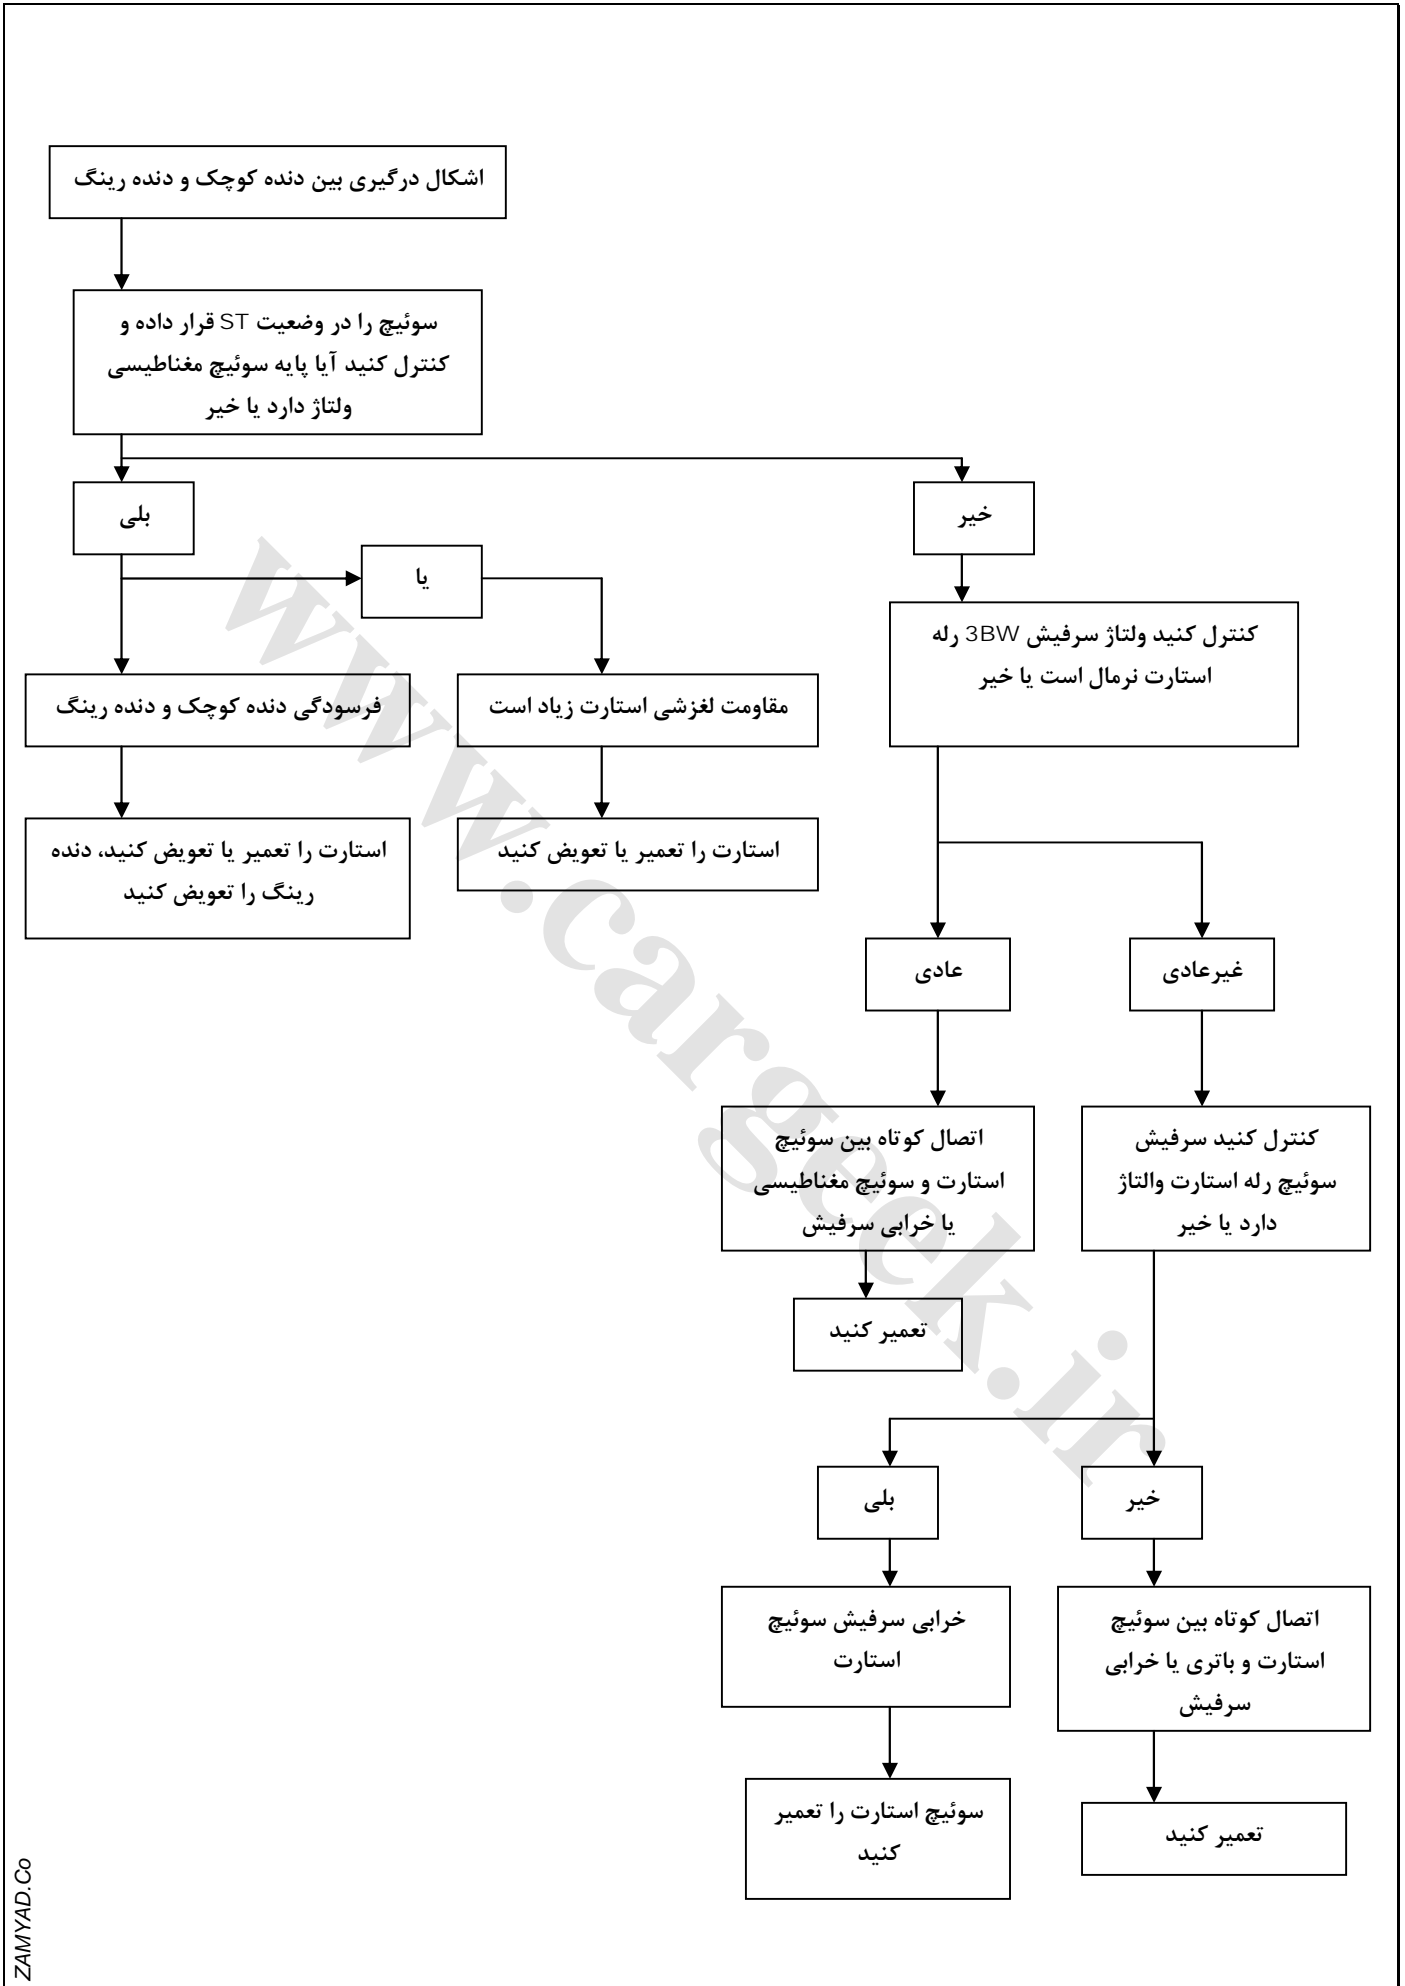 اشکال درگیری بین دنده کوچک و دنده رینگ
سوئیچ را در وضعیت ST قرار داده و
کنترل کنید آیا پایه سوئیچ مغناطیسی
ولتاژ دارد یا خیر
بلی
خیر
یا
کنترل کنید ولتاژ سرفیش 3BW رله
استارت نرمال است یا خیر
فرسودگی دنده کوچک و دنده رینگ
مقاومت لغزشی استارت زیاد است
استارت را تعمیر یا تعویض کنید، دنده
رینگ را تعویض کنید
استارت را تعمیر یا تعویض کنید
عادی
غیرعادی
اتصال کوتاه بین سوئیچ
استارت و سوئیچ مغناطیسی
یا خرابی سرفیش
کنترل کنید سرفیش
سوئیچ رله استارت والتاژ
دارد یا خیر
تعمیر کنید
بلی
خیر
خرابی سرفیش سوئیچ
استارت
اتصال کوتاه بین سوئیچ
استارت و باتری یا خرابی
سرفیش
سوئیچ استارت را تعمیر
کنید
تعمیر کنید
www.cargeek.ir
ZAMYAD.Co